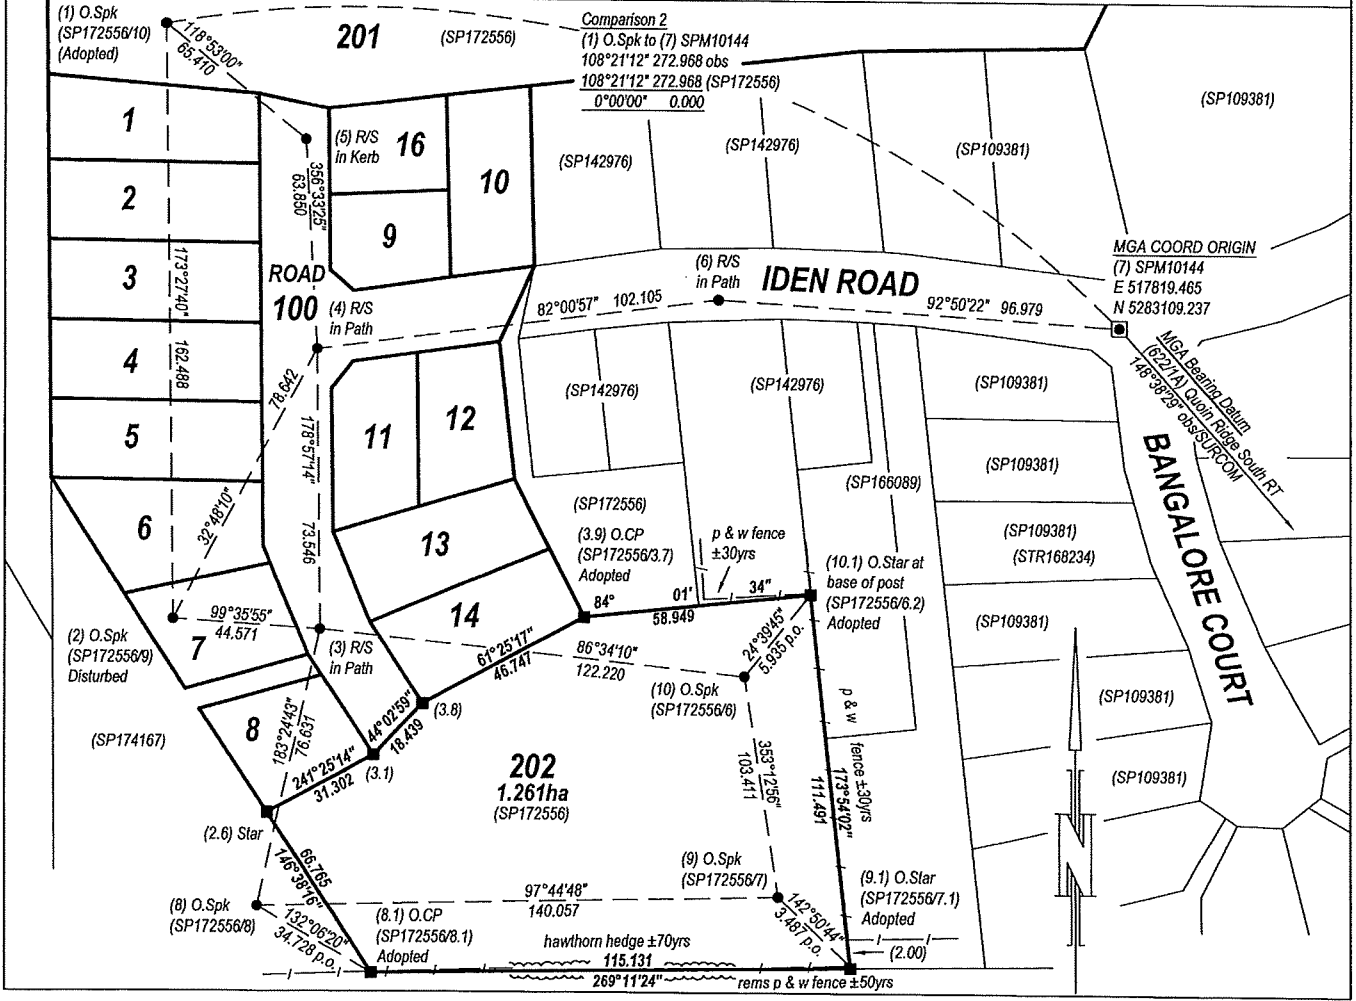 (1) O.Spk
(SP172556/10)
(Adopted)
118°53'00"
65.410
201
(SP172556)
Comparison 2
(1) O.Spk to (7) SPM10144
108°21'12" 272.968 obs
108°21'12" 272.968 (SP172556)
0°00'00" 0.000
(SP109381)
1
2
3
4
5
6
7
8
173°27'40"
162.488
(5) R/S
in Kerb
16
10
9
356°33'25"
63.850
(SP142976)
(SP142976)
(SP109381)
ROAD
100
(4) R/S
in Path
(6) R/S
in Path
IDEN ROAD
82°00'57" 102.105
92°50'22" 96.979
MGA COORD ORIGIN
(7) SPM10144
E 517819.465
N 5283109.237
MGA Bearing Datum
(622/1A) Quoin Ridge South RT
148°38'29" obs/SURCOM
78.642
32°48'10"
178°57'14"
73.546
11
12
13
14
(SP142976)
(SP142976)
(SP109381)
(SP109381)
(SP109381)
(STR168234)
(SP109381)
(SP109381)
(SP109381)
BANGALORE COURT
(SP166089)
(SP172556)
(3.9) O.CP
(SP172556/3.7)
Adopted
p & w fence
±30yrs
(10.1) O.Star at
base of post
(SP172556/6.2)
Adopted
84° 01' 34"
58.949
99°35'55"
44.571
(2) O.Spk
(SP172556/9)
Disturbed
(3) R/S
in Path
61°25'17"
46.747
86°34'10"
122.220
24°39'45"
5.935 p.o.
(10) O.Spk
(SP172556/6)
(3.8)
44°02'59"
18.439
(3.1)
241°25'14"
31.302
183°24'43"
76.631
(SP174167)
(2.6) Star
202
1.261ha
(SP172556)
353°12'56"
103.411
p & w fence ±30yrs
173°54'02"
111.491
66.765
146°38'16"
(8) O.Spk
(SP172556/8)
97°44'48"
140.057
(9) O.Spk
(SP172556/7)
132°06'20"
34.728 p.o.
(8.1) O.CP
(SP172556/8.1)
Adopted
142°50'44"
3.487 p.o.
(9.1) O.Star
(SP172556/7.1)
Adopted
(2.00)
hawthorn hedge ±70yrs
115.131
269°11'24"
rems p & w fence ±50yrs
N